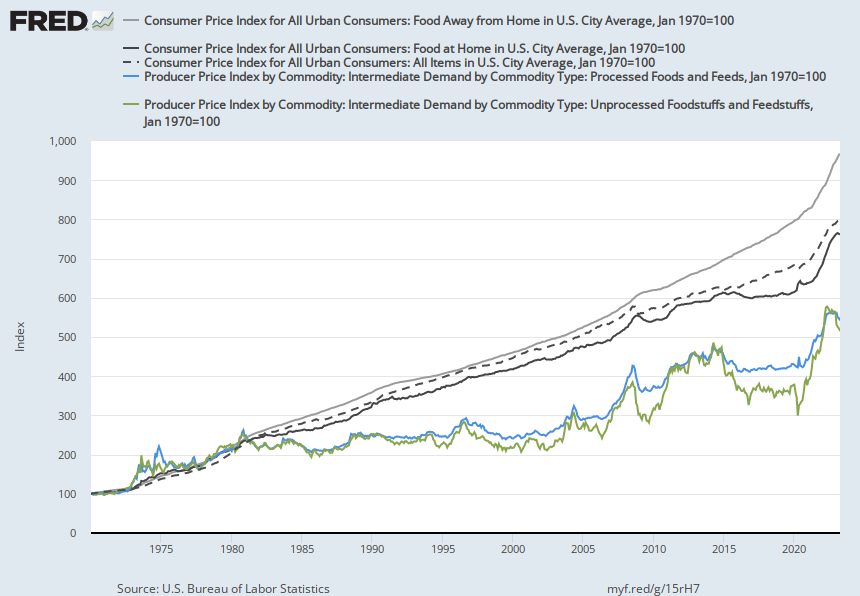 FRED
Consumer Price Index for All Urban Consumers: Food Away from Home in U.S. City Average, Jan 1970=100
Consumer Price Index for All Urban Consumers: Food at Home in U.S. City Average, Jan 1970=100
Consumer Price Index for All Urban Consumers: All Items in U.S. City Average, Jan 1970=100
Producer Price Index by Commodity: Intermediate Demand by Commodity Type: Processed Foods and Feeds, Jan 1970=100
Producer Price Index by Commodity: Intermediate Demand by Commodity Type: Unprocessed Foodstuffs and Feedstuffs,
Jan 1970=100
1,000
900
800
700
600
500
400
300
200
100
0
Index
1975 1980 1985 1990 1995 2000 2005 2010 2015 2020
Source: U.S. Bureau of Labor Statistics myf.red/g/15rH7